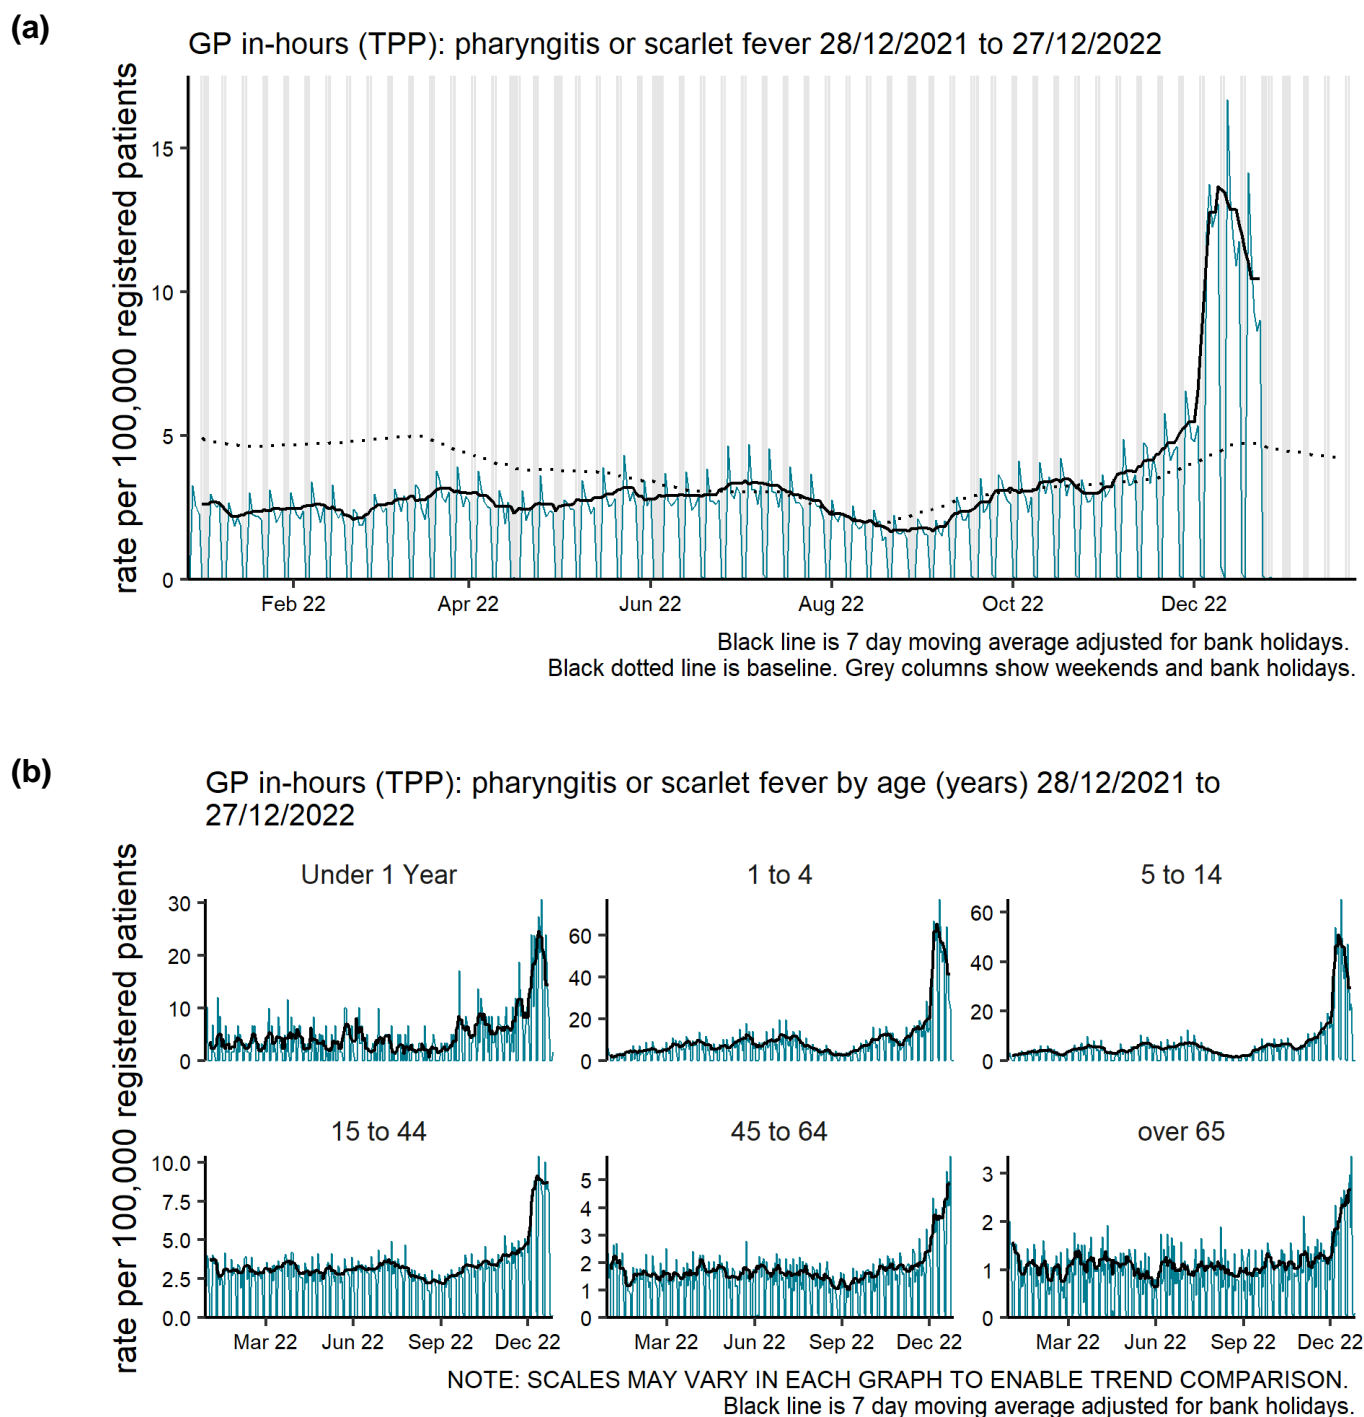 (a)
GP in-hours (TPP): pharyngitis or scarlet fever 28/12/2021 to 27/12/2022
rate per 100,000 registered patients
15
10
5
0
Feb 22 Apr 22 Jun 22 Aug 22 Oct 22 Dec 22
Black line is 7 day moving average adjusted for bank holidays.
Black dotted line is baseline. Grey columns show weekends and bank holidays.
(b)
GP in-hours (TPP): pharyngitis or scarlet fever by age (years) 28/12/2021 to
27/12/2022
rate per 100,000 registered patients
Under 1 Year
30
20
10
0
1 to 4
60
40
20
0
5 to 14
60
40
20
0
15 to 44
10.0
7.5
5.0
2.5
0.0
Mar 22 Jun 22 Sep 22 Dec 22
45 to 64
5
4
3
2
1
0
Mar 22 Jun 22 Sep 22 Dec 22
over 65
3
2
1
0
Mar 22 Jun 22 Sep 22 Dec 22
NOTE: SCALES MAY VARY IN EACH GRAPH TO ENABLE TREND COMPARISON.
Black line is 7 day moving average adjusted for bank holidays.